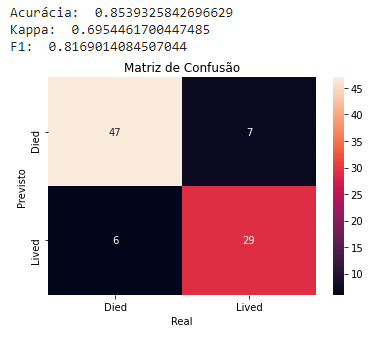 Acurácia:  0.8539325842696629
Kappa:  0.6954461700447485
F1:  0.8169014084507044
Matriz de Confusão
Died
47
7
Lived
6
29
Previsto
Died
Lived
Real
45
40
35
30
25
20
15
10